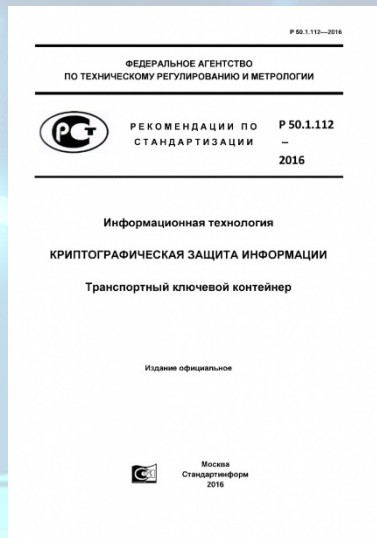 Р 50.1.112—2016
ФЕДЕРАЛЬНОЕ АГЕНТСТВО
ПО ТЕХНИЧЕСКОМУ РЕГУЛИРОВАНИЮ И МЕТРОЛОГИИ
РСТ
РЕКОМЕНДАЦИИ ПО
СТАНДАРТИЗАЦИИ
Р 50.1.112
–
2016
Информационная технология
КРИПТОГРАФИЧЕСКАЯ ЗАЩИТА ИНФОРМАЦИИ
Транспортный ключевой контейнер
Издание официальное
Москва
Стандартинформ
2016